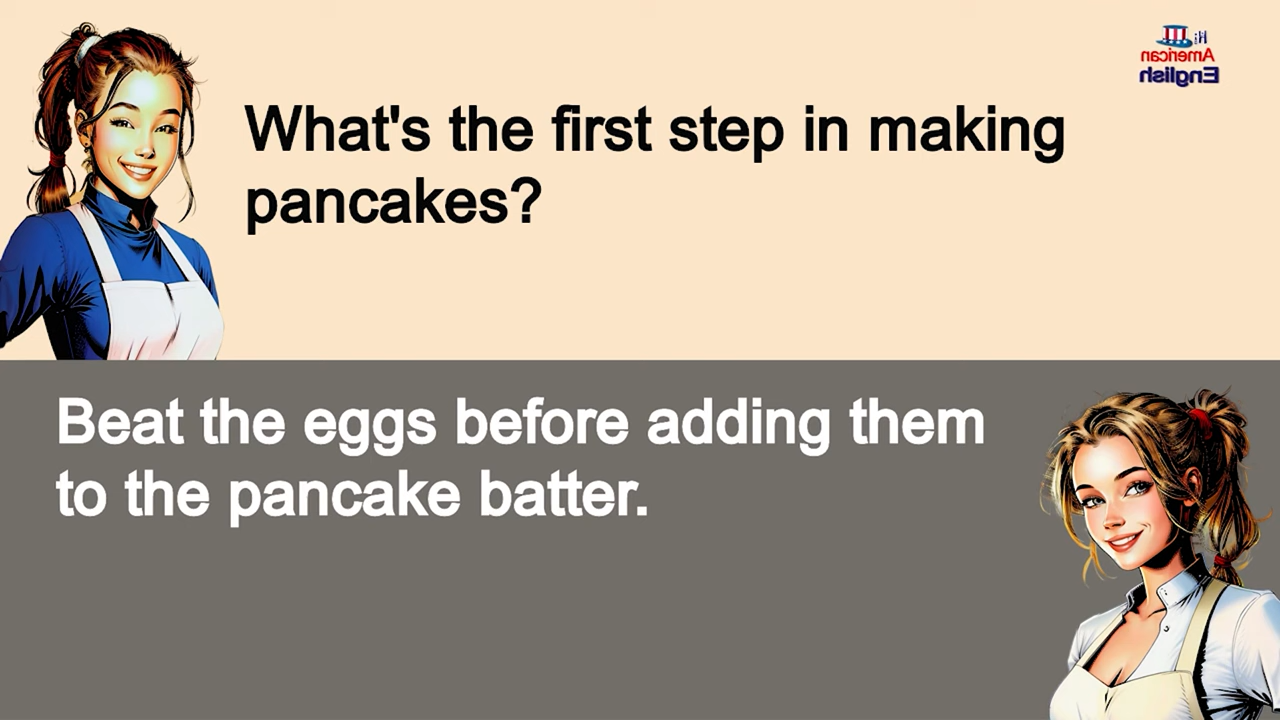 Hi
American
English
What's the first step in making
pancakes?
Beat the eggs before adding them
to the pancake batter.